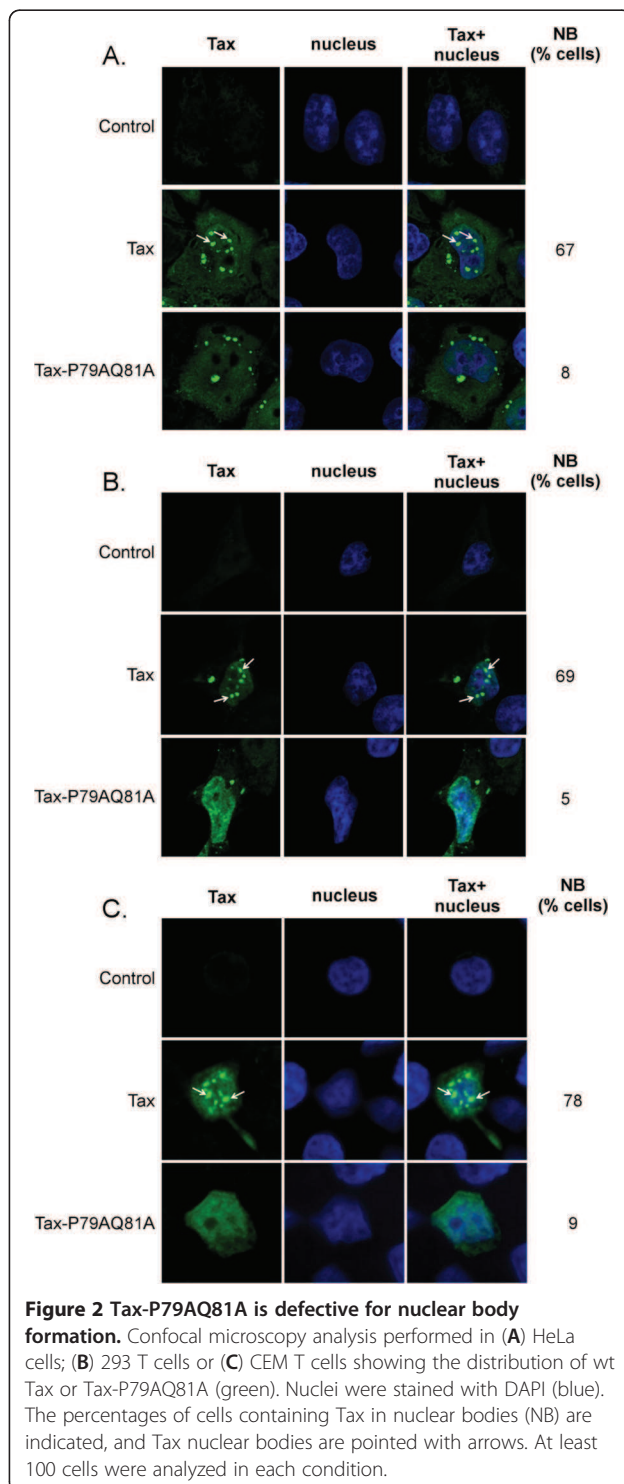 A.
Tax nucleus Tax+ nucleus NB (% cells)
Control
Tax 67
Tax-P79AQ81A 8
B.
Tax nucleus Tax+ nucleus NB (% cells)
Control
Tax 69
Tax-P79AQ81A 5
C.
Tax nucleus Tax+ nucleus NB (% cells)
Control
Tax 78
Tax-P79AQ81A 9
Figure 2 Tax-P79AQ81A is defective for nuclear body
formation. Confocal microscopy analysis performed in (A) HeLa
cells; (B) 293 T cells or (C) CEM T cells showing the distribution of wt
Tax or Tax-P79AQ81A (green). Nuclei were stained with DAPI (blue).
The percentages of cells containing Tax in nuclear bodies (NB) are
indicated, and Tax nuclear bodies are pointed with arrows. At least
100 cells were analyzed in each condition.